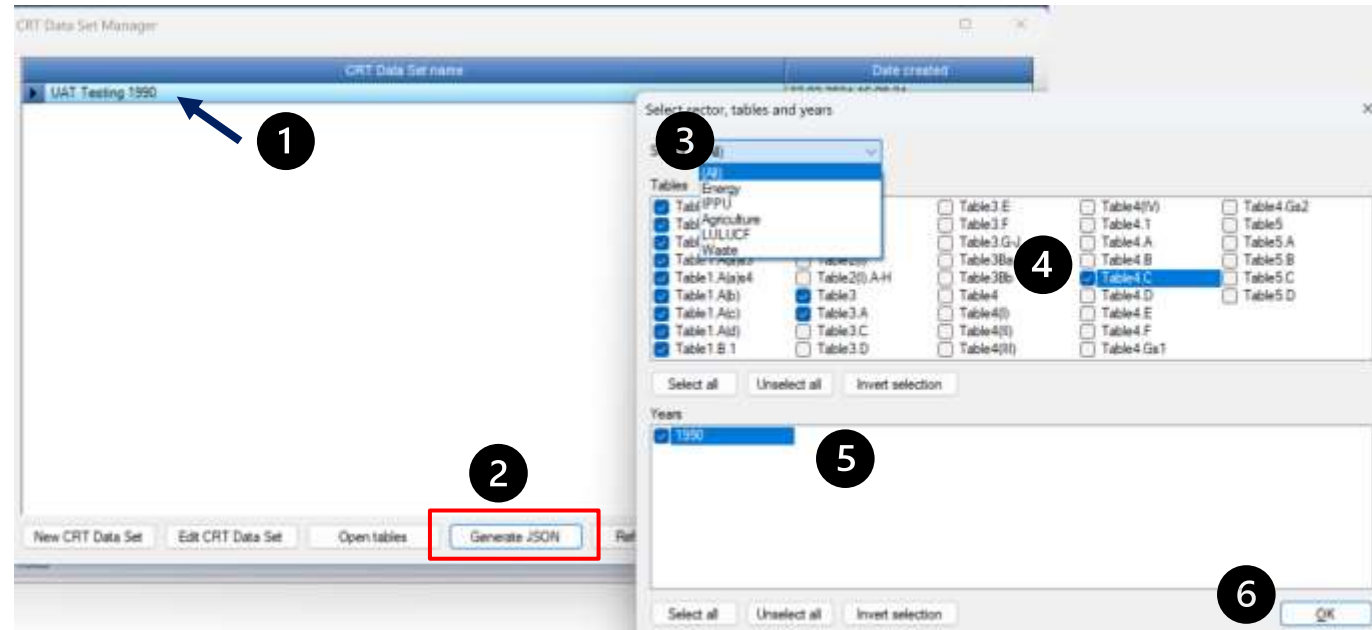 CRT Data Set Manager
CRT Data Set name Date created
UAT Testing 1990
1
Select sector, tables and years
3
(All)
Energy
IPPU
Agriculture
LULUCF
Waste
Tables
Table1.A(a)s4
Table1.A(b)
Table1.A(c)
Table1.A(d)
Table1.B.1
Table2(I).A-H
Table3
Table3.A
Table3.C
Table3.D
Table3.E
Table3.F
Table3.G-J
Table3Ba
Table3Bb
Table4
Table4(I)
Table4(II)
Table4(III)
4
Table4(IV)
Table4.1
Table4.A
Table4.B
Table4.C
Table4.D
Table4.E
Table4.F
Table4.Gs1
Table4.Gs2
Table5
Table5.A
Table5.B
Table5.C
Table5.D
Select all Unselect all Invert selection
Years
1990
5
2
New CRT Data Set Edit CRT Data Set Open tables Generate JSON Ref
Select all Unselect all Invert selection
6
OK